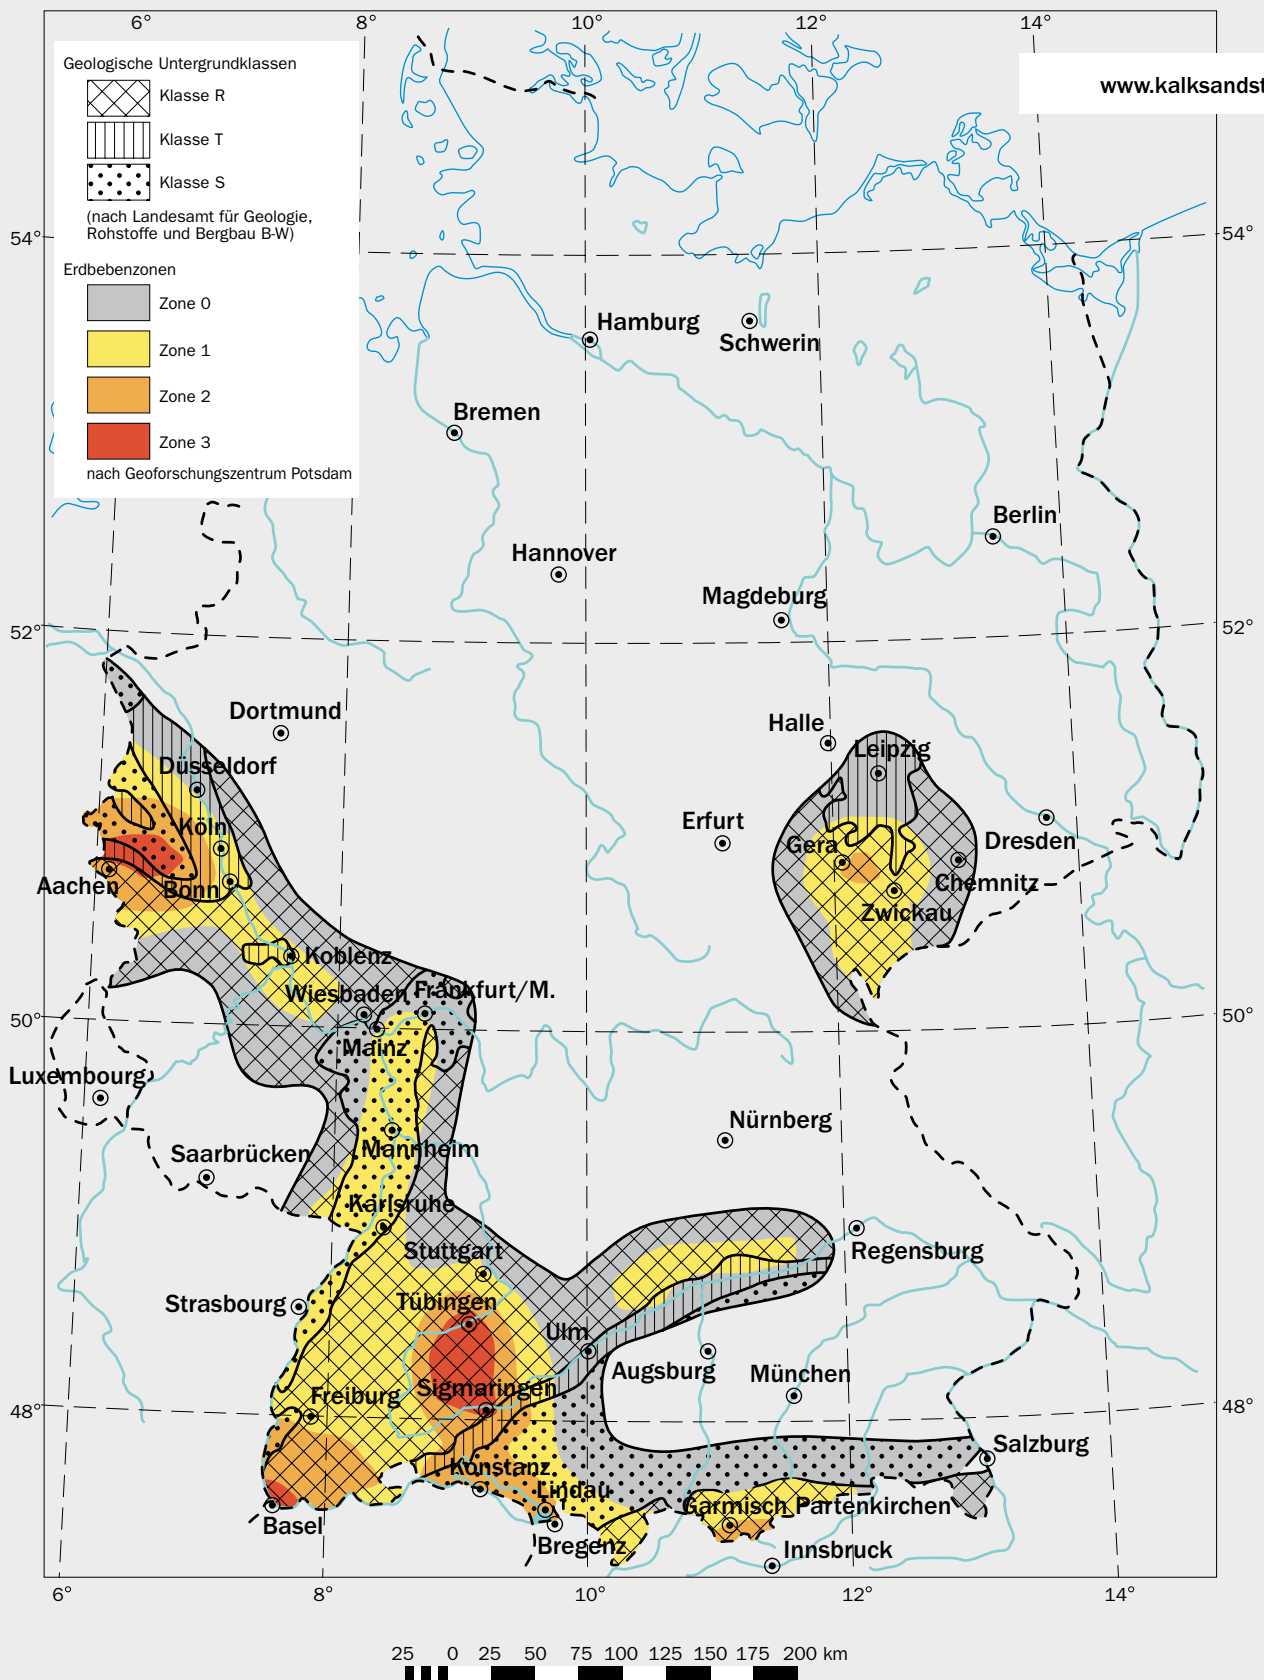 6° 8° 10° 12° 14°
Geologische Untergrundklassen
Klasse R
Klasse T
Klasse S
(nach Landesamt für Geologie,
Rohstoffe und Bergbau B-W)
Erdbebenzonen
Zone 0
Zone 1
Zone 2
Zone 3
nach Geoforschungszentrum Potsdam
www.kalksandst
54° 54°
Hamburg
Schwerin
Bremen
Berlin
Hannover
Magdeburg
52° 52°
Dortmund
Halle
Leipzig
Düsseldorf
Erfurt
Köln
Dresden
Gera
Aachen
Bonn
Chemnitz
Zwickau
Koblenz
Wiesbaden
Frankfurt/M.
50° 50°
Mainz
Luxembourg
Nürnberg
Mannheim
Saarbrücken
Karlsruhe
Stuttgart
Regensburg
Strasbourg
Tübingen
Ulm
Augsburg
München
Sigmaringen
Freiburg
48° 48°
Salzburg
Konstanz
Lindau
Garmisch Partenkirchen
Basel
Bregenz
Innsbruck
6° 8° 10° 12° 14°
25 0 25 50 75 100 125 150 175 200 km